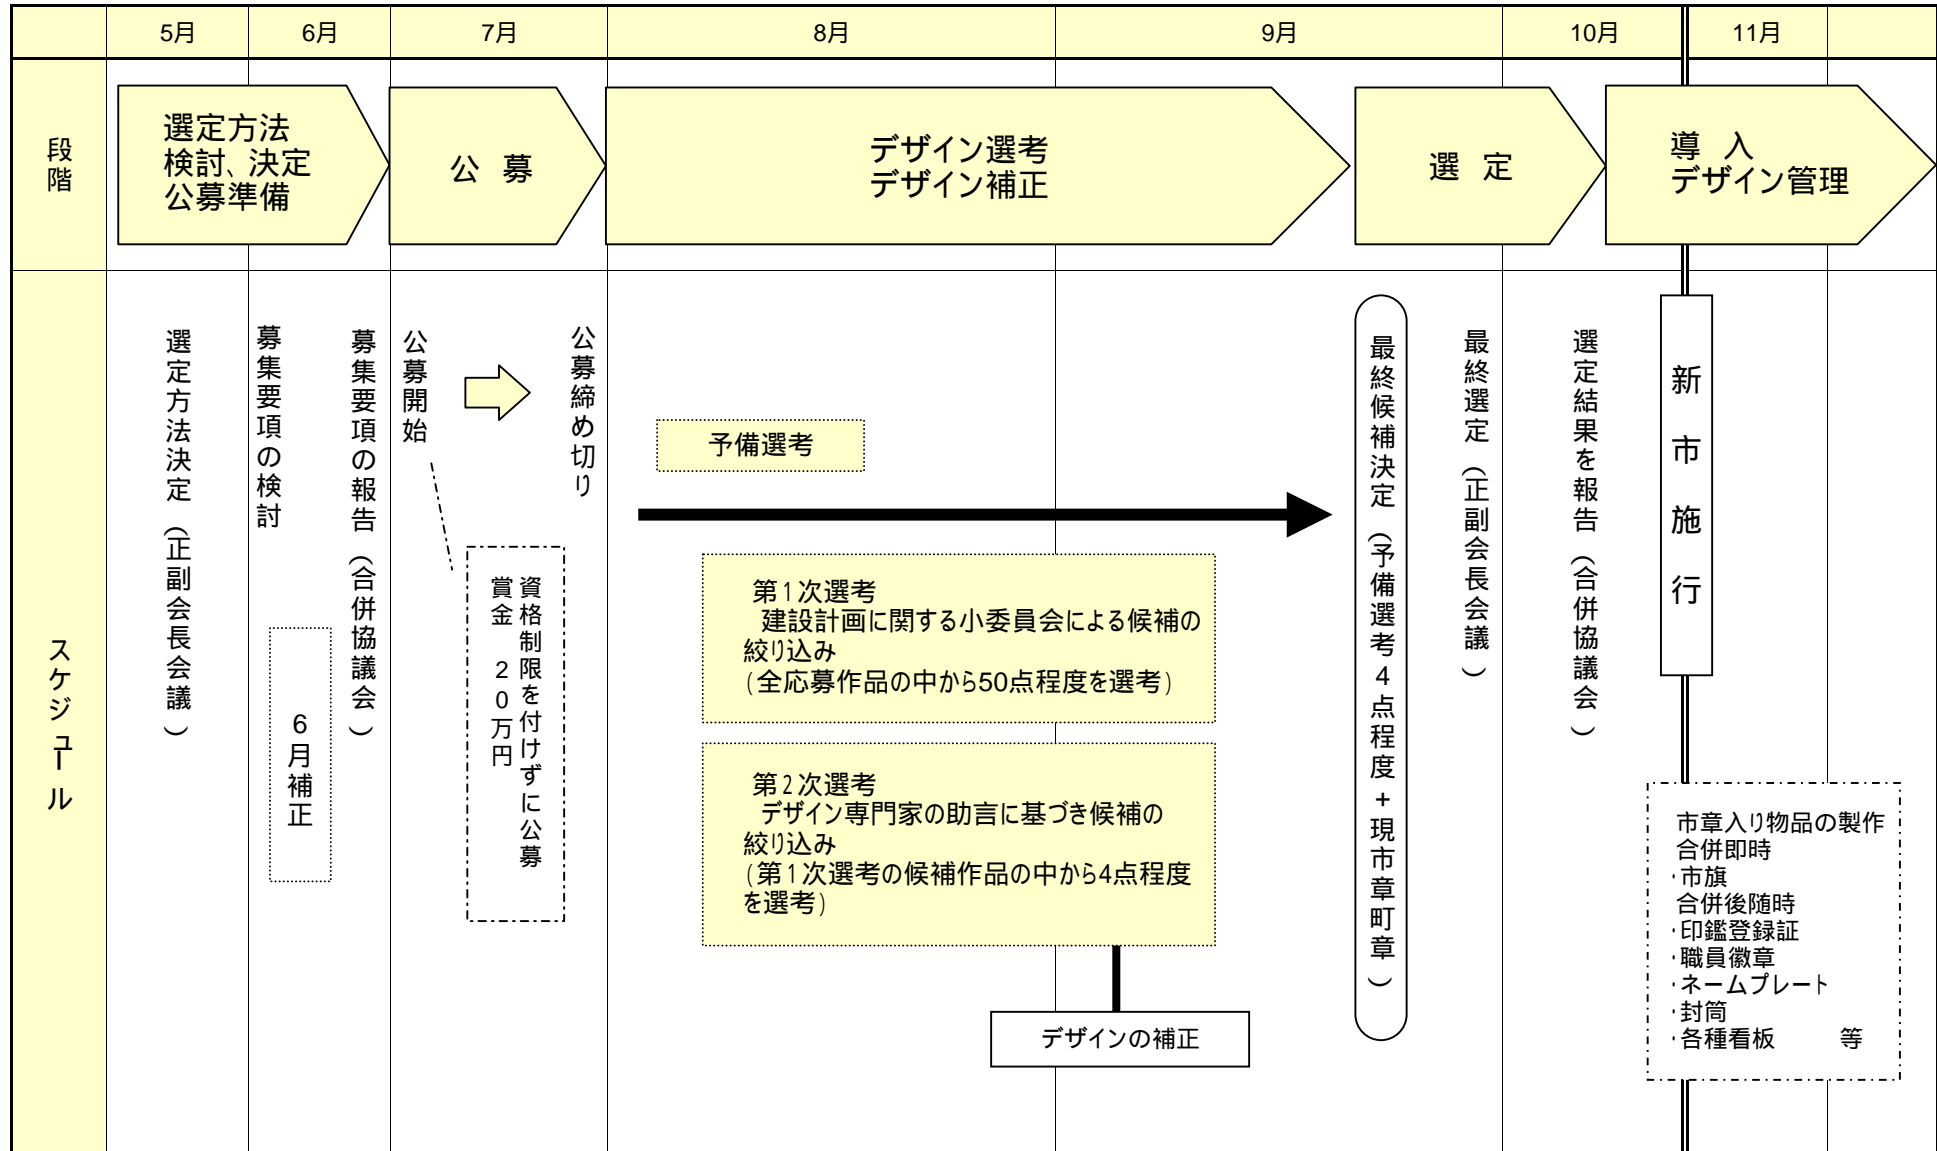 5月
6月
7月
8月
9月
10月
11月
段階
選定方法
検討、決定
公募準備
公 募
デザイン選考
デザイン補正
選 定
導 入
デザイン管理
スケジュール
選定方法決定（正副会長会議）
募集要項の検討
募集要項の報告（合併協議会）
6月補正
公募開始
公募締め切り
資格制限を付けずに公募
賞金 20万円
予備選考
第1次選考
建設計画に関する小委員会による候補の
絞り込み
(全応募作品の中から50点程度を選考)
第2次選考
デザイン専門家の助言に基づき候補の
絞り込み
(第1次選考の候補作品の中から4点程度
を選考)
デザインの補正
最終候補決定（予備選考4点程度+現市章町章）
最終選定（正副会長会議）
選定結果を報告（合併協議会）
新市施行
市章入り物品の製作
合併即時
・市旗
合併後随時
・印鑑登録証
・職員徽章
・ネームプレート
・封筒
・各種看板 等